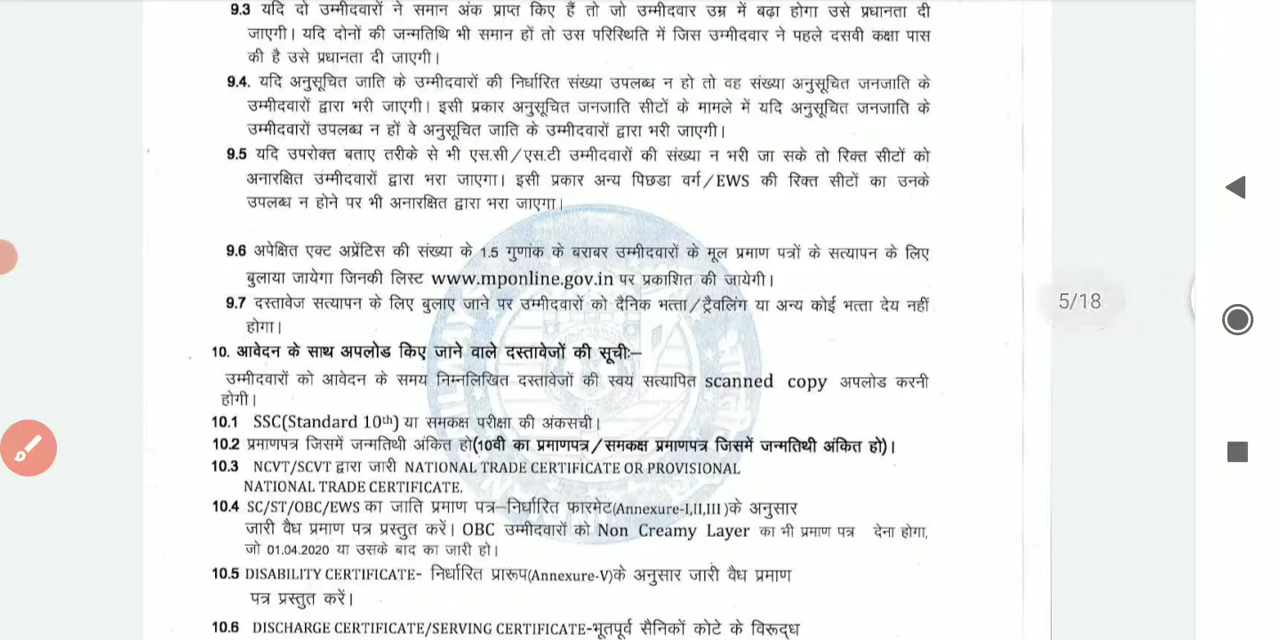 9.3 यदि दो उम्मीदवारों ने समान अंक प्राप्त किए हैं तो जो उम्मीदवार उम्र में बढ़ा होगा उसे प्रधानता दी
जाएगी। यदि दोनों की जन्मतिथि भी समान हों तो उस परिस्थिति में जिस उम्मीदवार ने पहले दसवी कक्षा पास
की है उसे प्रधानता दी जाएगी।
9.4. यदि अनुसूचित जाति के उम्मीदवारों की निर्धारित संख्या उपलब्ध न हो तो वह संख्या अनुसूचित जनजाति के
उम्मीदवारों द्वारा भरी जाएगी। इसी प्रकार अनुसूचित जनजाति सीटों के मामले में यदि अनुसूचित जनजाति के
उम्मीदवारों उपलब्ध न हों वे अनुसूचित जाति के उम्मीदवारों द्वारा भरी जाएगी।
9.5 यदि उपरोक्त बताए तरीके से भी एस.सी/एस.टी उम्मीदवारों की संख्या न भरी जा सके तो रिक्त सीटों को
अनारक्षित उम्मीदवारों द्वारा भरा जाएगा। इसी प्रकार अन्य पिछडा वर्ग/EWS की रिक्त सीटों का उनके
उपलब्ध न होने पर भी अनारक्षित द्वारा भरा जाएगा।
9.6 अपेक्षित एक्ट अप्रेंटिस की संख्या के 1.5 गुणांक के बराबर उम्मीदवारों के मूल प्रमाण पत्रों के सत्यापन के लिए
बुलाया जायेगा जिनकी लिस्ट www.mponline.gov.in पर प्रकाशित की जायेगी।
9.7 दस्तावेज सत्यापन के लिए बुलाए जाने पर उम्मीदवारों को दैनिक भत्ता/ट्रैवलिंग या अन्य कोई भत्ता देय नहीं
होगा।
5/18
10. आवेदन के साथ अपलोड किए जाने वाले दस्तावेजों की सूचीः–
उम्मीदवारों को आवेदन के समय निम्नलिखित दस्तावेजों की स्वय सत्यापित scanned copy अपलोड करनी
होगी।
10.1 SSC(Standard 10th) या समकक्ष परीक्षा की अंकसची।
10.2 प्रमाणपत्र जिसमें जन्मतिथी अंकित हो(10वी का प्रमाणपत्र/समकक्ष प्रमाणपत्र जिसमें जन्मतिथी अंकित हो)।
10.3 NCVT/SCVT द्वारा जारी NATIONAL TRADE CERTIFICATE OR PROVISIONAL
NATIONAL TRADE CERTIFICATE.
10.4 SC/ST/OBC/EWS का जाति प्रमाण पत्र–निर्धारित फारमेट(Annexure-I,II,III)के अनुसार
जारी वैध प्रमाण पत्र प्रस्तुत करें। OBC उम्मीदवारों को Non Creamy Layer का भी प्रमाण पत्र देना होगा,
जो 01.04.2020 या उसके बाद का जारी हो।
10.5 DISABILITY CERTIFICATE- निर्धारित प्रारूप(Annexure-V)के अनुसार जारी वैध प्रमाण
पत्र प्रस्तुत करें।
10.6 DISCHARGE CERTIFICATE/SERVING CERTIFICATE-भूतपूर्व सैनिकों कोटे के विरूद्ध